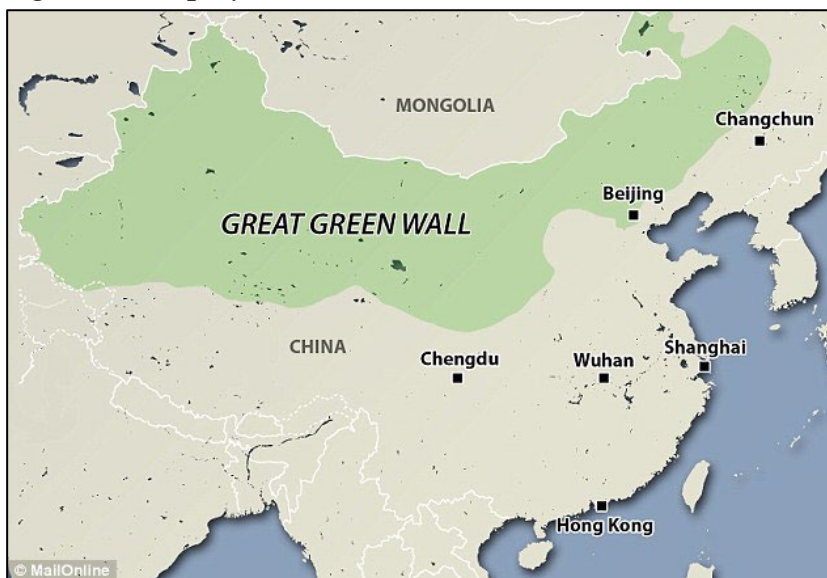 MONGOLIA
Changchun
Beijing
GREAT GREEN WALL
CHINA
Chengdu
Wuhan
Shanghai
Hong Kong
© MailOnline